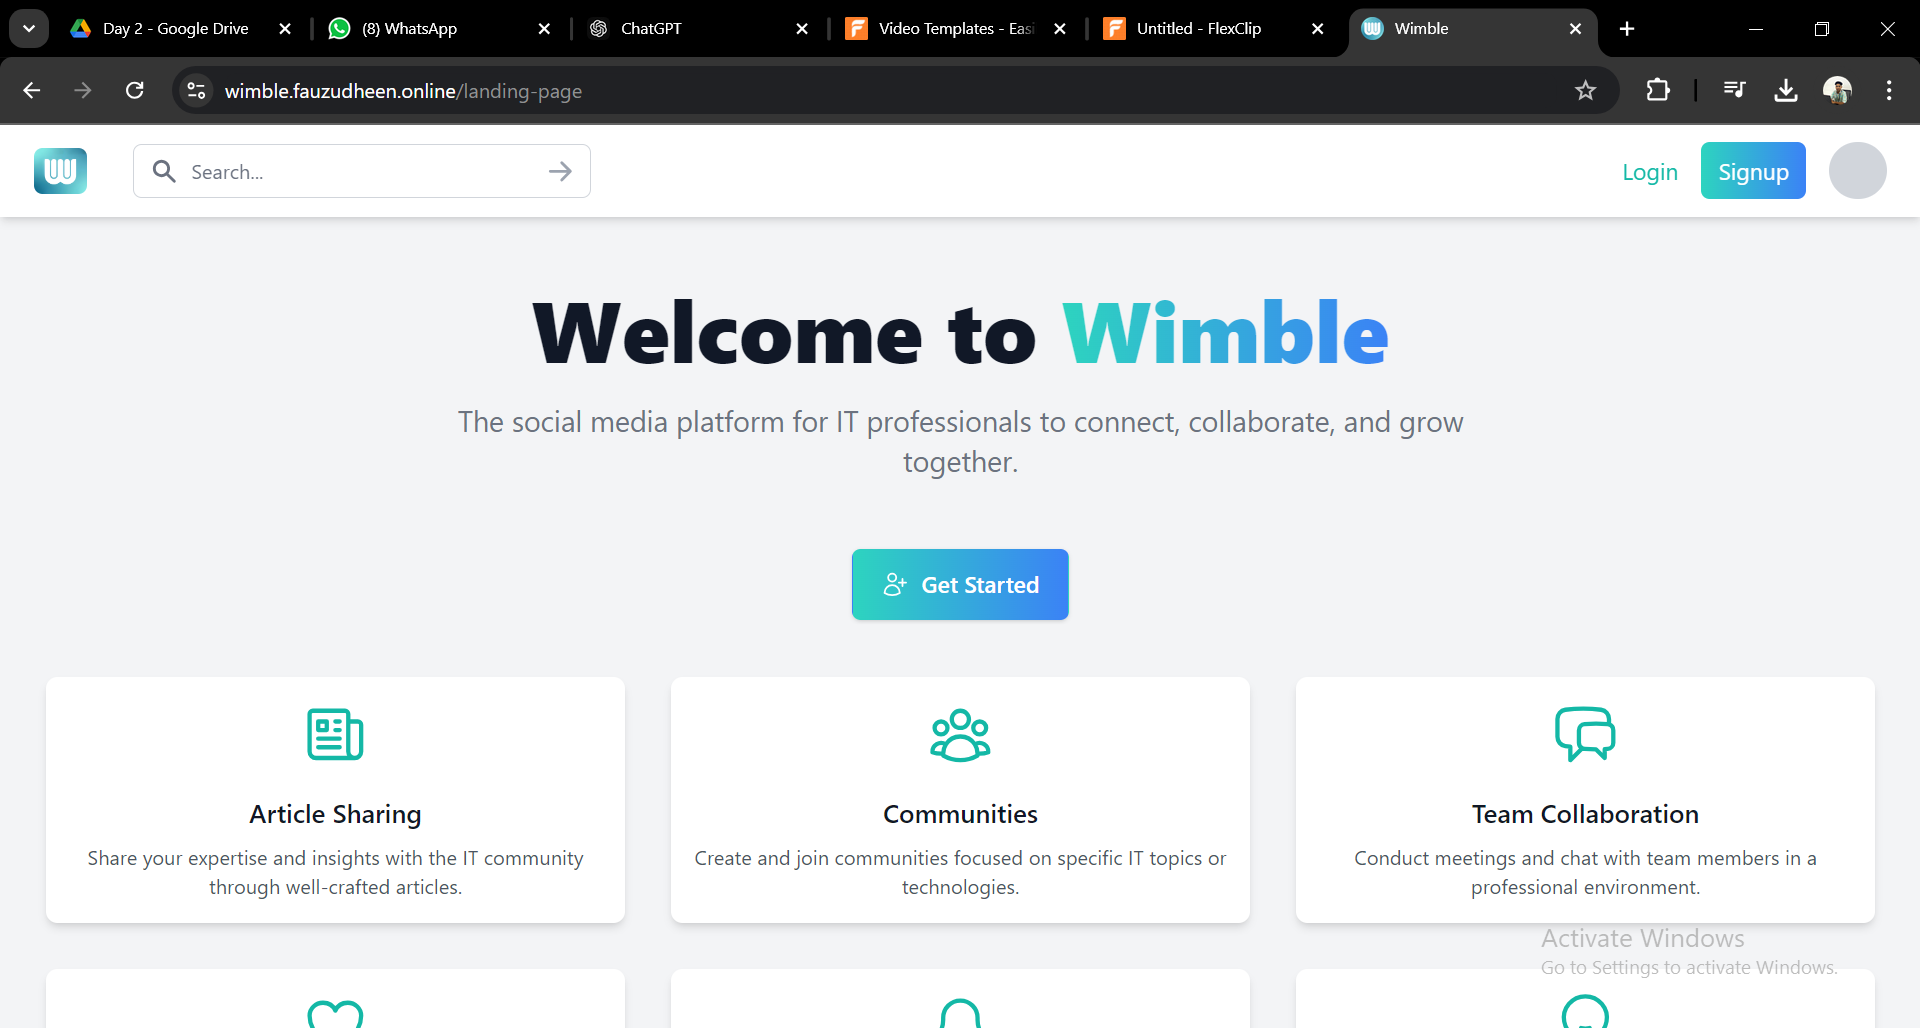 Day 2 - Google Drive
(8) WhatsApp
ChatGPT
Video Templates - Easi
Untitled - FlexClip
Wimble
wimble.fauzudheen.online/landing-page
Search...
Login
Signup
Welcome to Wimble
The social media platform for IT professionals to connect, collaborate, and grow
together.
Get Started
Article Sharing
Share your expertise and insights with the IT community
through well-crafted articles.
Communities
Create and join communities focused on specific IT topics or
technologies.
Team Collaboration
Conduct meetings and chat with team members in a
professional environment.
Activate Windows
Go to Settings to activate Windows.